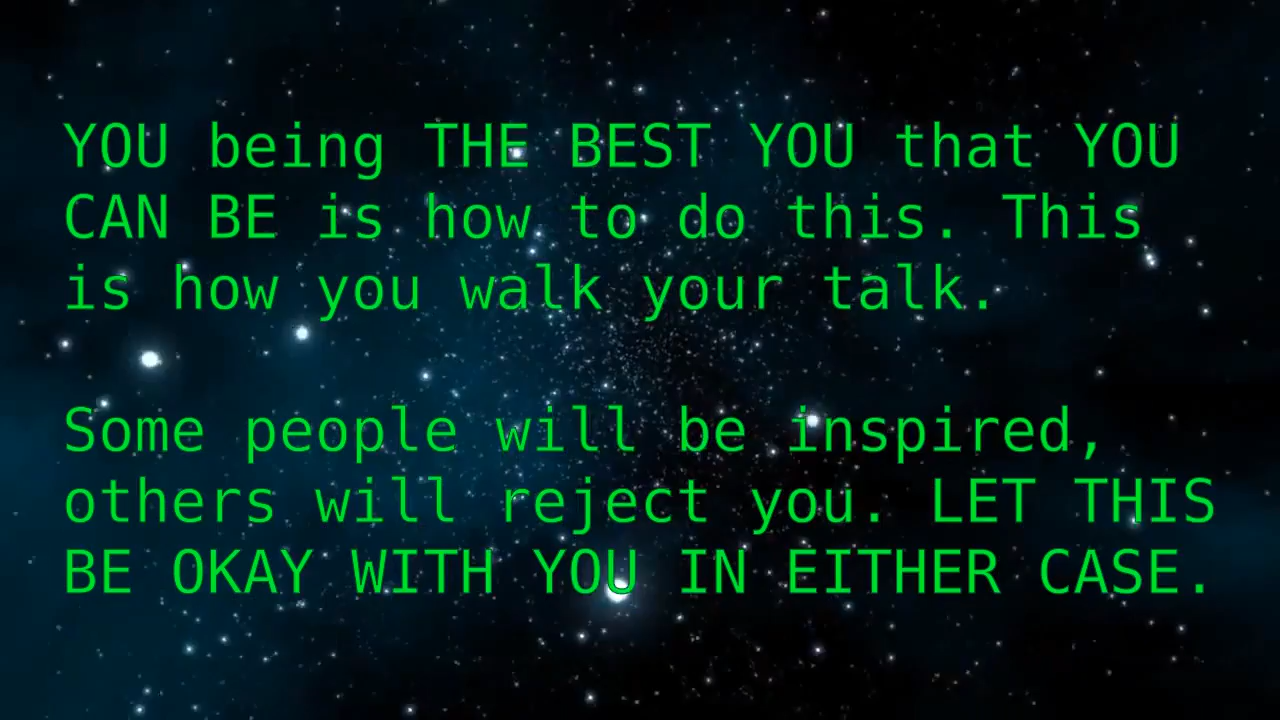 YOU being THE BEST YOU that YOU
CAN BE is how to do this. This
is how you walk your talk.
Some people will be inspired,
others will reject you. LET THIS
BE OKAY WITH YOU IN EITHER CASE.